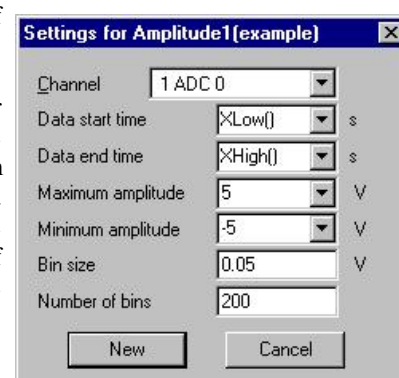 Settings for Amplitude1(example)
Channel 1 ADC 0
Data start time XLow() s
Data end time XHigh() s
Maximum amplitude 5 V
Minimum amplitude -5 V
Bin size 0.05 V
Number of bins 200
New Cancel